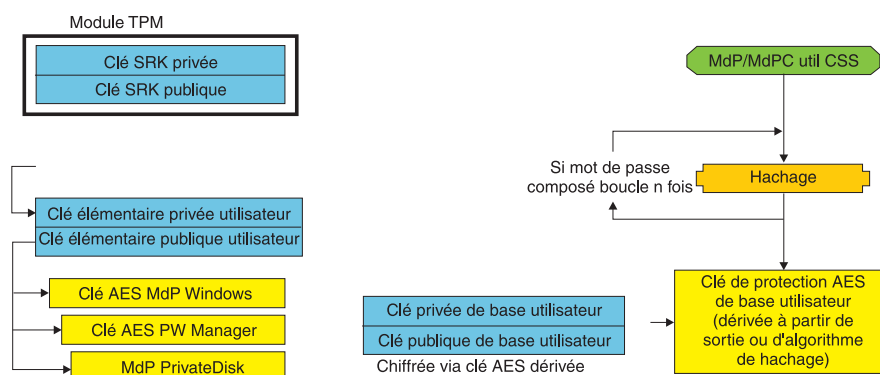 Module TPM
Clé SRK privée
Clé SRK publique
MdP/MdPC util CSS
Si mot de passe
composé boucle n fois
Hachage
Clé élémentaire privée utilisateur
Clé élémentaire publique utilisateur
Clé AES MdP Windows
Clé AES PW Manager
MdP PrivateDisk
Clé privée de base utilisateur
Clé publique de base utilisateur
Chiffrée via clé AES dérivée
Clé de protection AES
de base utilisateur
(dérivée à partir de
sortie ou d'algorithme
de hachage)